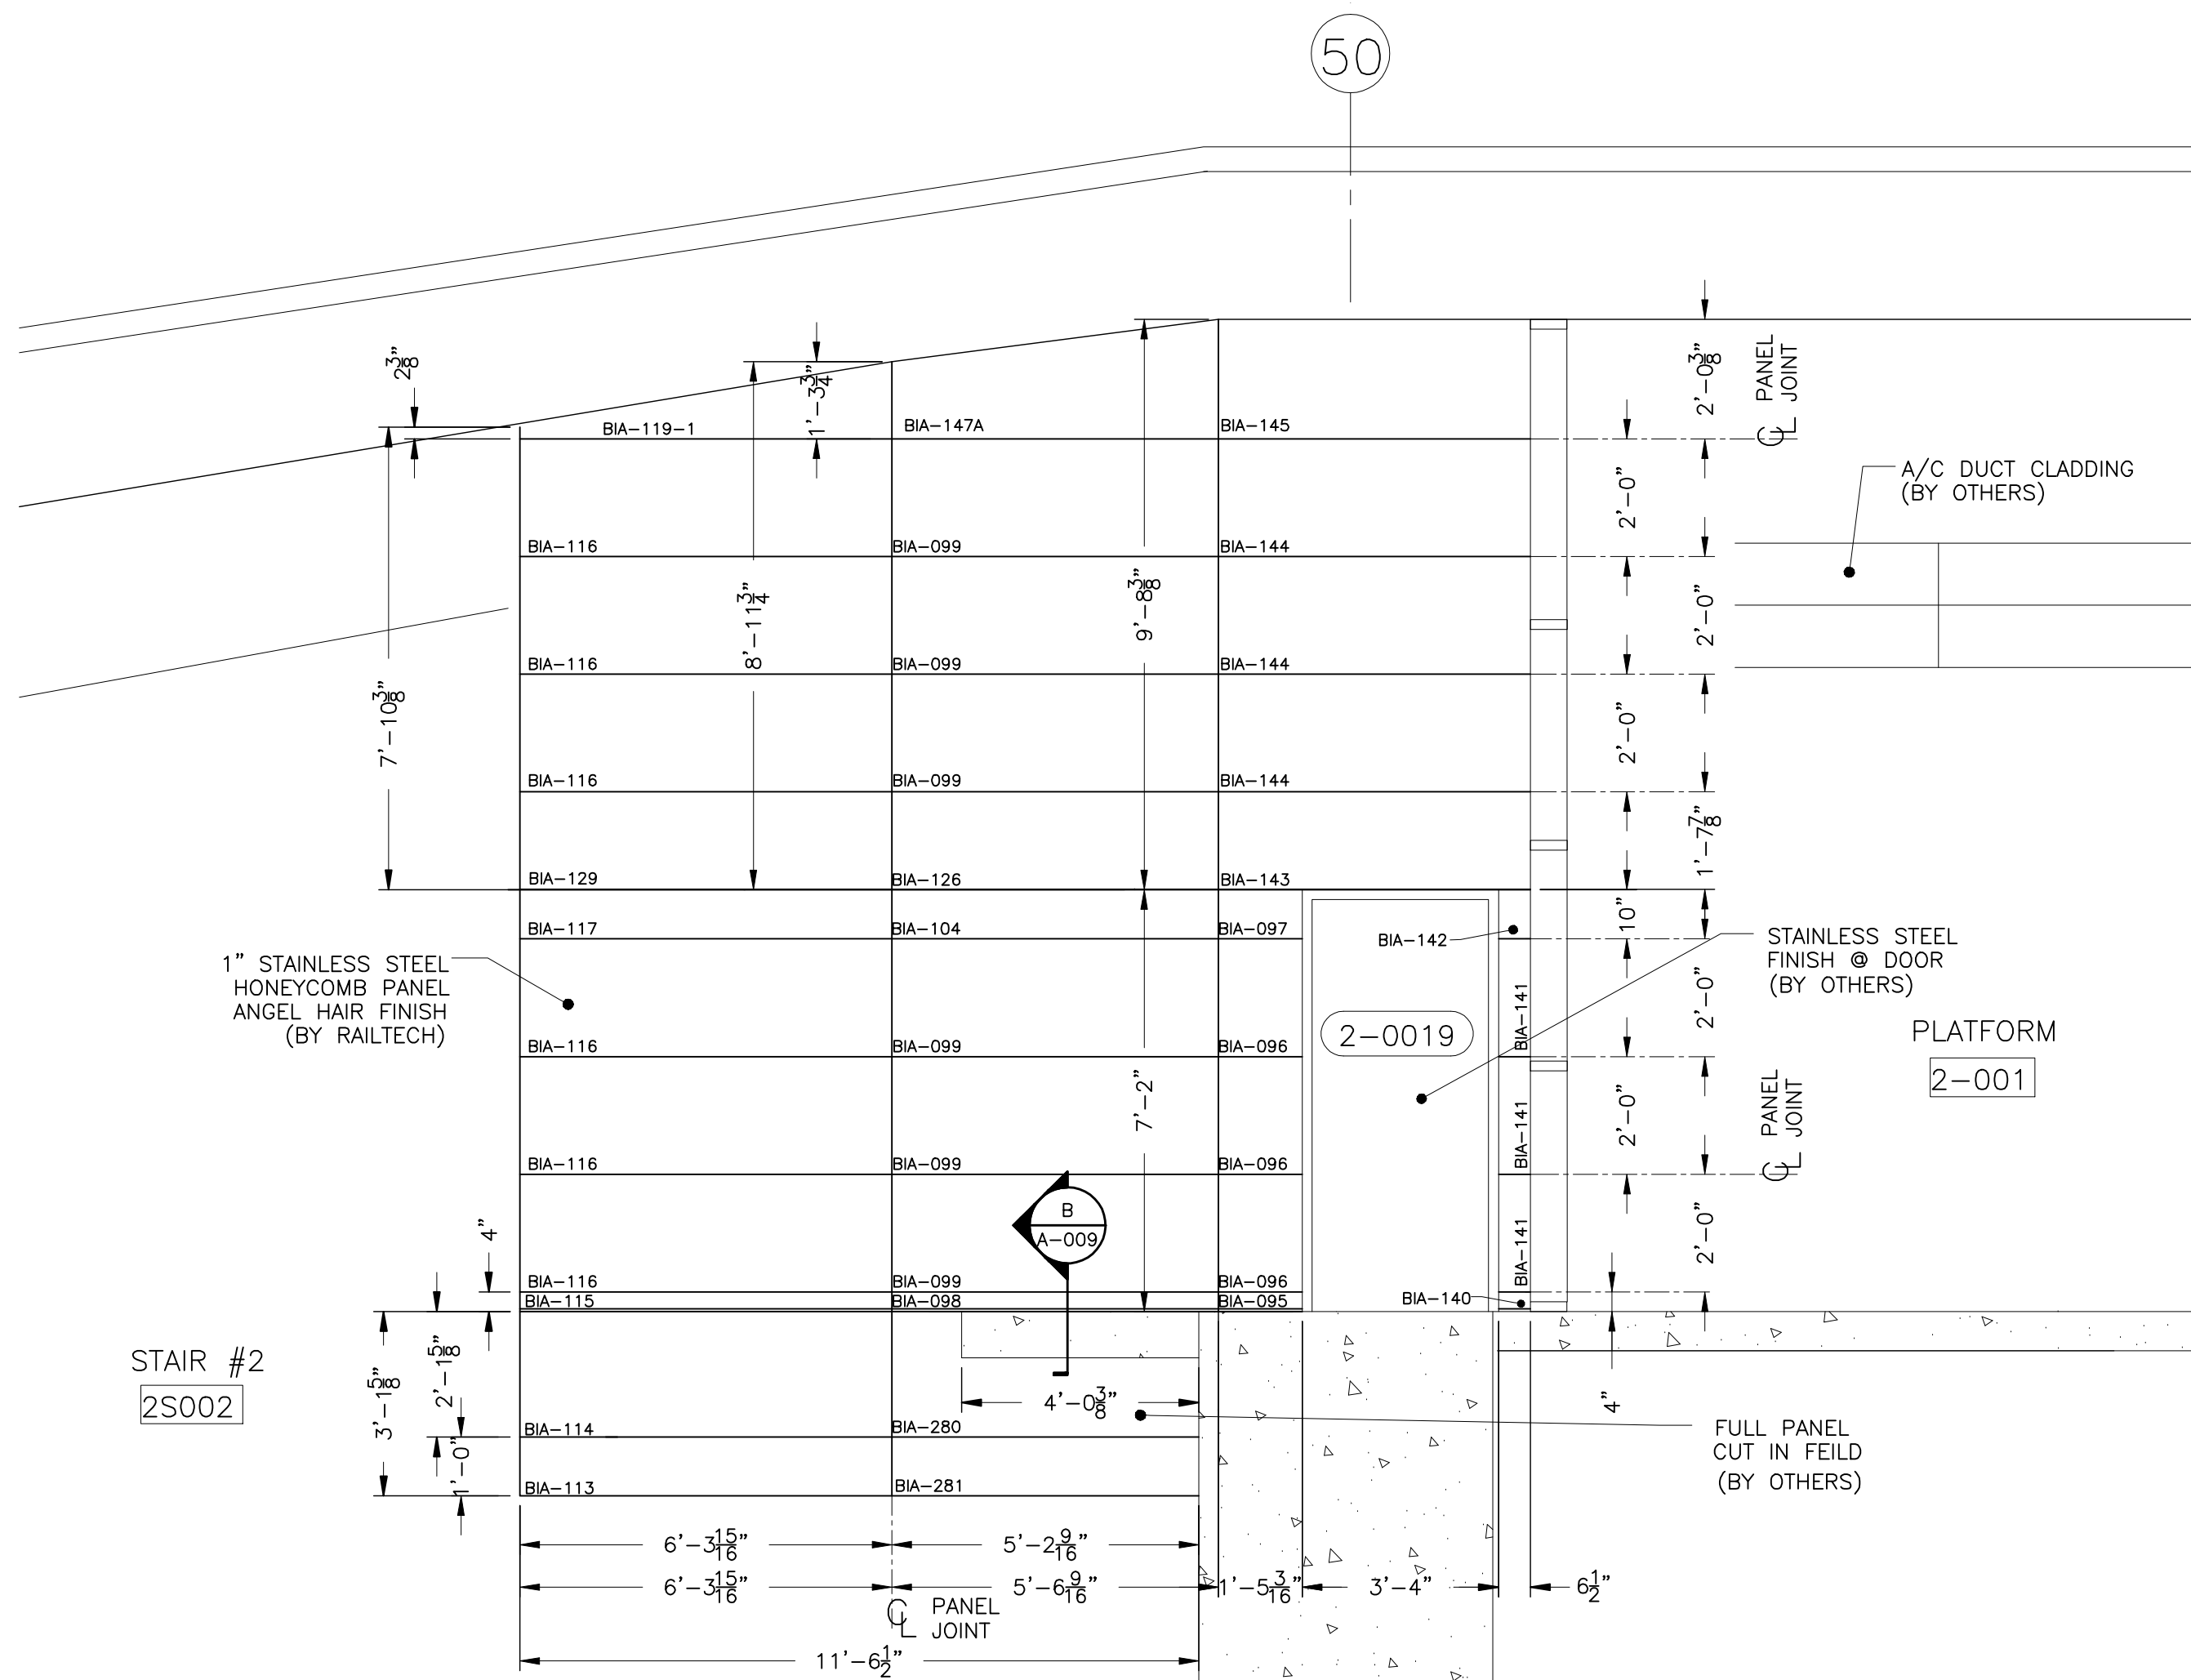 50
2 3/8"
1'-3 3/4"
2'-0 3/8"
PANEL
JOINT
CL
BIA-119-1
BIA-147A
BIA-145
A/C DUCT CLADDING
(BY OTHERS)
2'-0"
BIA-116
BIA-099
BIA-144
7'-10 3/8"
8'-11 3/4"
9'-8 3/8"
2'-0"
BIA-116
BIA-099
BIA-144
2'-0"
BIA-116
BIA-099
BIA-144
1'-7 7/8"
BIA-129
BIA-126
BIA-143
10"
BIA-117
BIA-104
BIA-097
BIA-142
STAINLESS STEEL
FINISH @ DOOR
(BY OTHERS)
1" STAINLESS STEEL
HONEYCOMB PANEL
ANGEL HAIR FINISH
(BY RAILTECH)
2'-0"
BIA-141
2-0019
PLATFORM
2-001
BIA-116
BIA-099
BIA-096
7'-2"
2'-0"
BIA-141
PANEL
JOINT
CL
BIA-116
BIA-099
BIA-096
B
A-009
4"
2'-0"
BIA-141
BIA-116
BIA-099
BIA-096
BIA-115
BIA-098
BIA-095
BIA-140
STAIR #2
2S002
3'-1 5/8"
2'-1 5/8"
4'-0 3/8"
4"
BIA-114
BIA-280
FULL PANEL
CUT IN FEILD
(BY OTHERS)
1'-0"
BIA-113
BIA-281
6'-3 15/16"
5'-2 9/16"
6'-3 15/16"
5'-6 9/16"
1'-5 3/16"
3'-4"
6 1/2"
CL
PANEL
JOINT
11'-6 1/2"